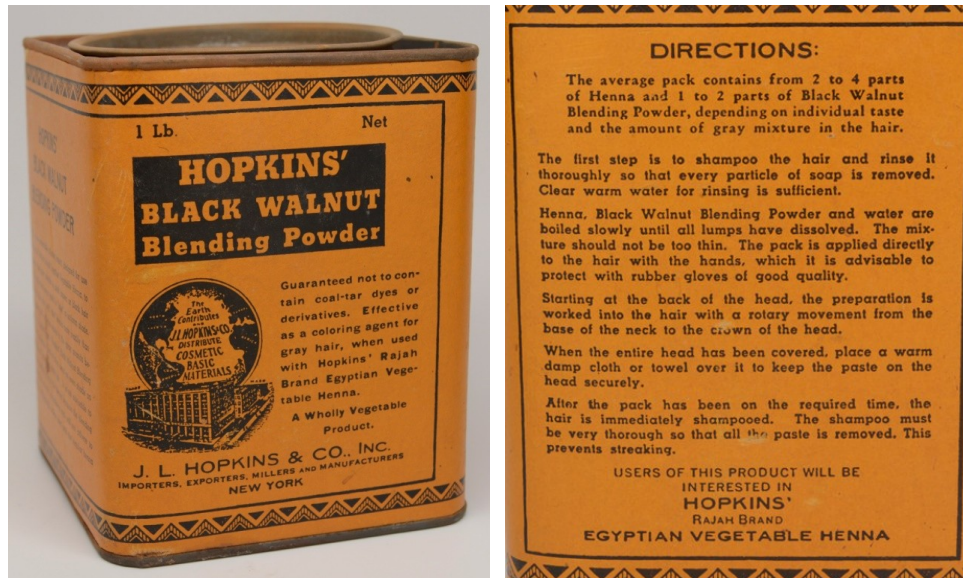 1 Lb. Net
HOPKINS'
BLACK WALNUT
Blending Powder
The
Earth
Contributes
AND
J.L.HOPKINS & CO.
DISTRIBUTE
COSMETIC
BASIC
MATERIALS
TRADE MARK
Guaranteed not to con-
tain coal-tar dyes or
derivatives. Effective
as a coloring agent for
gray hair, when used
with Hopkins' Rajah
Brand Egyptian Vege-
table Henna.
A Wholly Vegetable
Product.
J. L. HOPKINS & CO., INC.
IMPORTERS, EXPORTERS, MILLERS AND MANUFACTURERS
NEW YORK
HOPKINS'
BLACK WALNUT
BLENDING POWDER
DIRECTIONS:
The average pack contains from 2 to 4 parts
of Henna and 1 to 2 parts of Black Walnut
Blending Powder, depending on individual taste
and the amount of gray mixture in the hair.
The first step is to shampoo the hair and rinse it
thoroughly so that every particle of soap is removed.
Clear warm water for rinsing is sufficient.
Henna, Black Walnut Blending Powder and water are
boiled slowly until all lumps have dissolved. The mix-
ture should not be too thin. The pack is applied directly
to the hair with the hands, which it is advisable to
protect with rubber gloves of good quality.
Starting at the back of the head, the preparation is
worked into the hair with a rotary movement from the
base of the neck to the crown of the head.
When the entire head has been covered, place a warm
damp cloth or towel over it to keep the paste on the
head securely.
After the pack has been on the required time, the
hair is immediately shampooed. The shampoo must
be very thorough so that all the paste is removed. This
prevents streaking.
USERS OF THIS PRODUCT WILL BE
INTERESTED IN
HOPKINS'
RAJAH BRAND
EGYPTIAN VEGETABLE HENNA